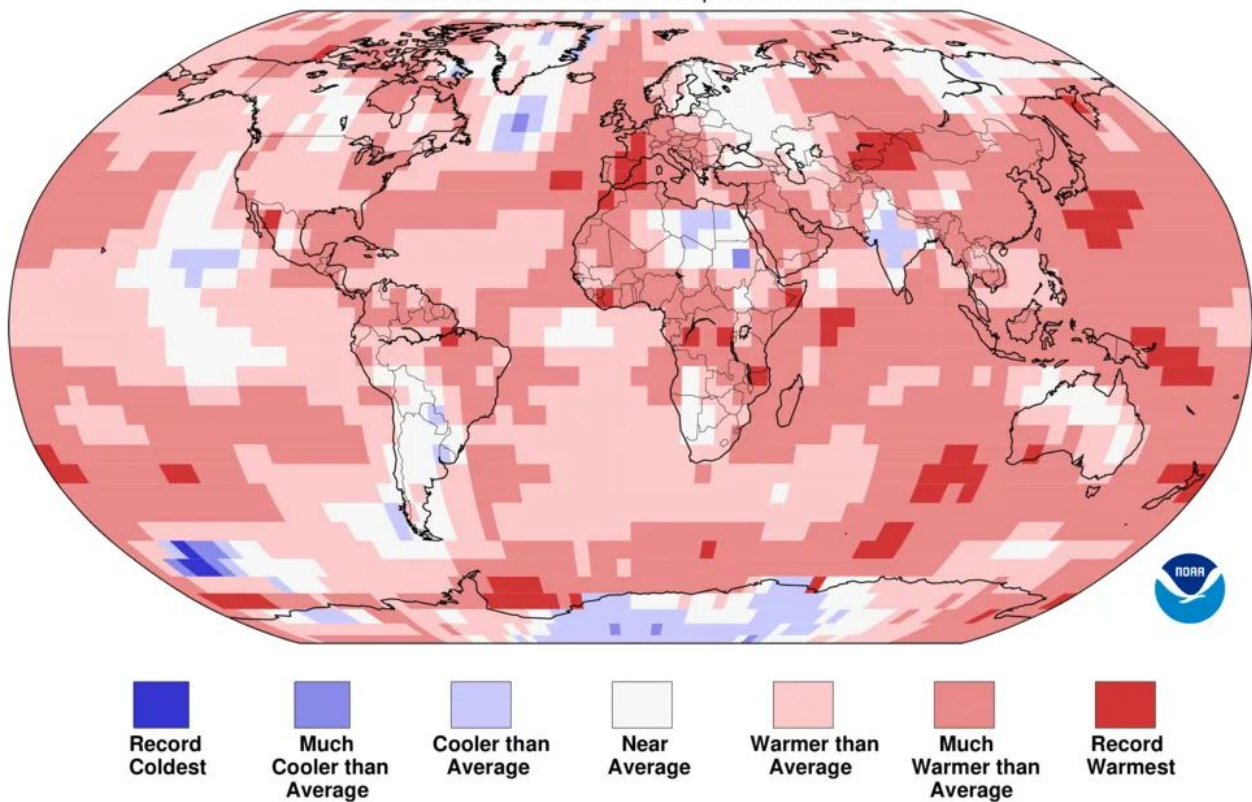 NOAA
Record
Coldest
Much
Cooler than
Average
Cooler than
Average
Near
Average
Warmer than
Average
Much
Warmer than
Average
Record
Warmest